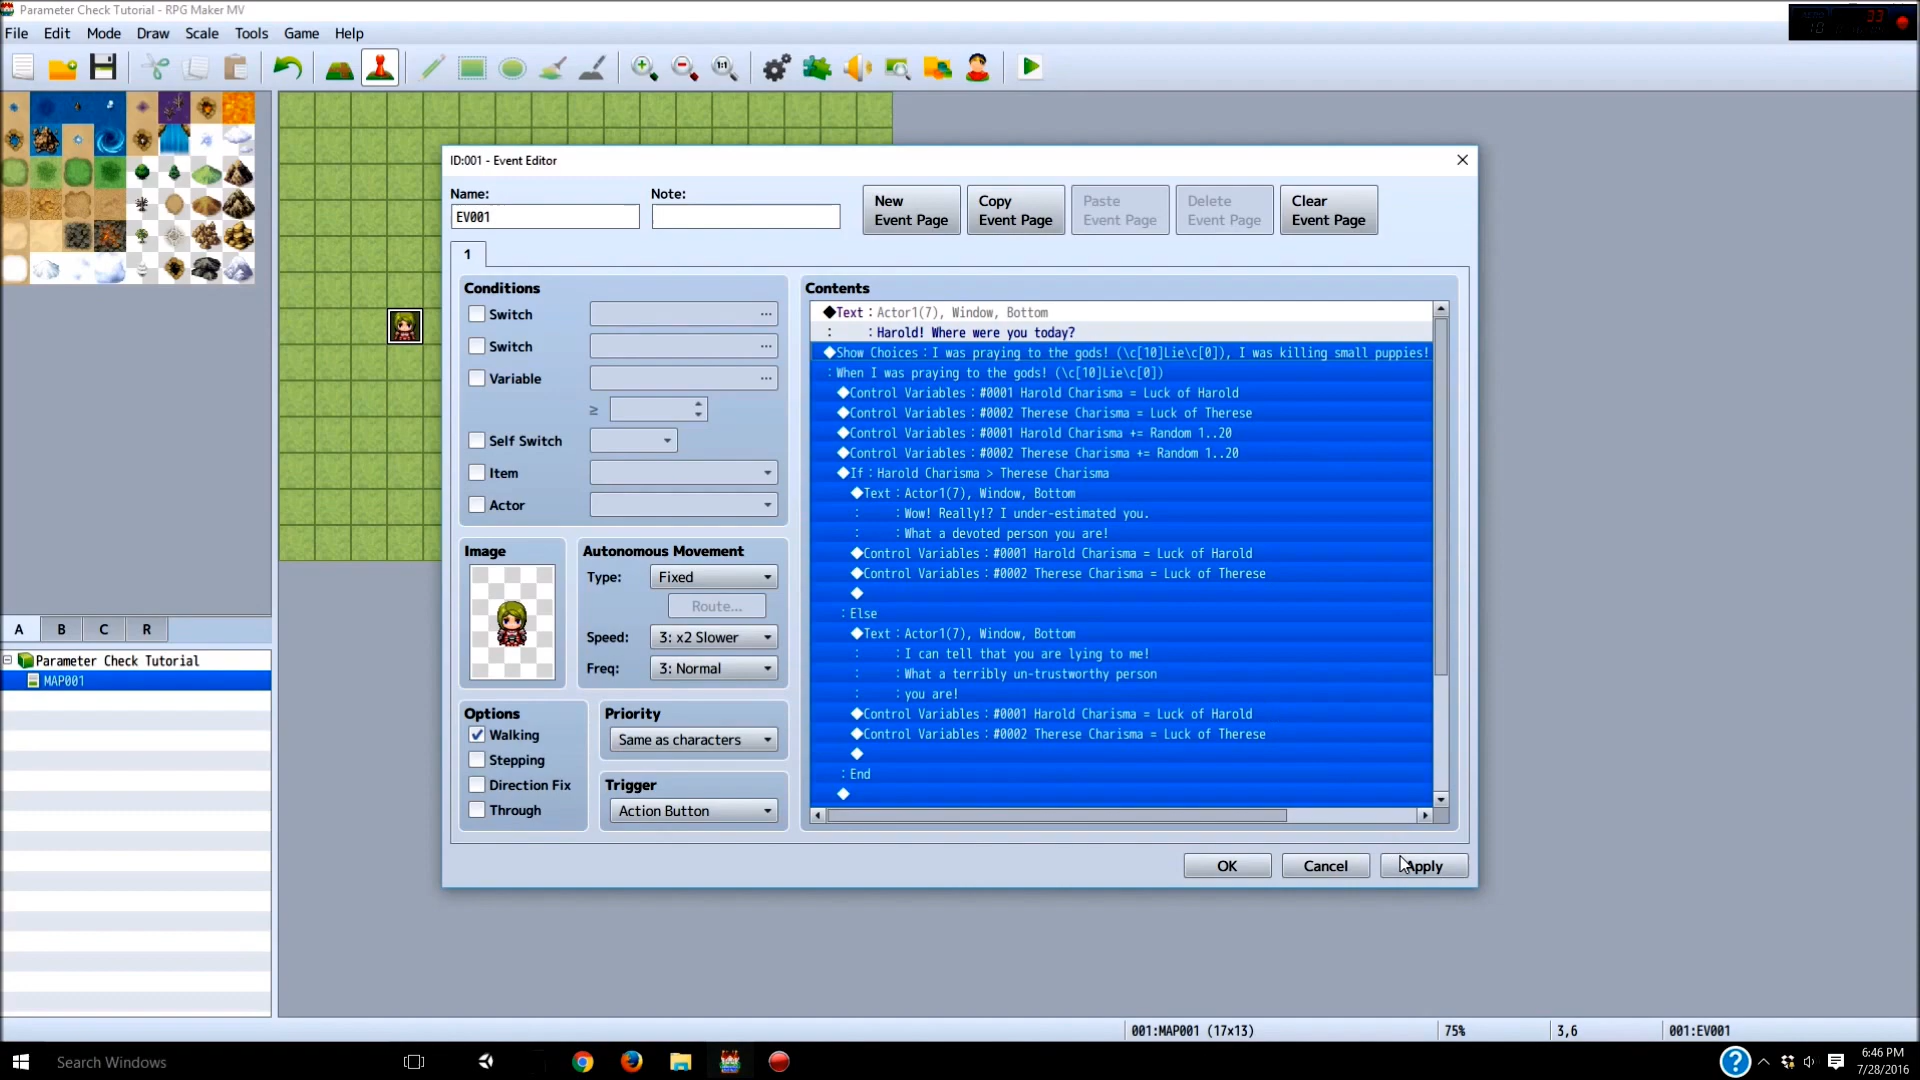 Parameter Check Tutorial - RPG Maker MV
File Edit Mode Draw Scale Tools Game Help
1:1
ID:001 - Event Editor
Name: Note:
EV001
New Event Page
Copy Event Page
Paste Event Page
Delete Event Page
Clear Event Page
1
Conditions
Switch ...
Switch ...
Variable ...
≥
Self Switch
Item
Actor
Image
Autonomous Movement
Type: Fixed
Route...
Speed: 3: x2 Slower
Freq: 3: Normal
Options
Walking
Stepping
Direction Fix
Through
Priority
Same as characters
Trigger
Action Button
Contents
◆Text : Actor1(7), Window, Bottom
: : Harold! Where were you today?
◆Show Choices : I was praying to the gods! (\c[10]Lie\c[0]), I was killing small puppies!
: When I was praying to the gods! (\c[10]Lie\c[0])
◆Control Variables : #0001 Harold Charisma = Luck of Harold
◆Control Variables : #0002 Therese Charisma = Luck of Therese
◆Control Variables : #0001 Harold Charisma += Random 1..20
◆Control Variables : #0002 Therese Charisma += Random 1..20
◆If : Harold Charisma > Therese Charisma
◆Text : Actor1(7), Window, Bottom
: : Wow! Really!? I under-estimated you.
: : What a devoted person you are!
◆Control Variables : #0001 Harold Charisma = Luck of Harold
◆Control Variables : #0002 Therese Charisma = Luck of Therese
◆
: Else
◆Text : Actor1(7), Window, Bottom
: : I can tell that you are lying to me!
: : What a terribly un-trustworthy person
: : you are!
◆Control Variables : #0001 Harold Charisma = Luck of Harold
◆Control Variables : #0002 Therese Charisma = Luck of Therese
◆
: End
◆
OK Cancel Apply
A B C R
Parameter Check Tutorial
MAP001
001:MAP001 (17x13) 75% 3,6 001:EV001
Search Windows
6:46 PM
7/28/2016